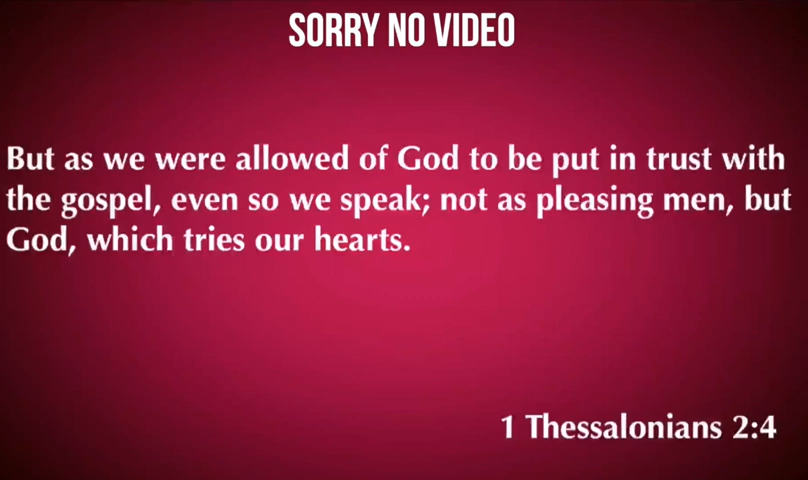 SORRY NO VIDEO
But as we were allowed of God to be put in trust with
the gospel, even so we speak; not as pleasing men, but
God, which tries our hearts.
1 Thessalonians 2:4